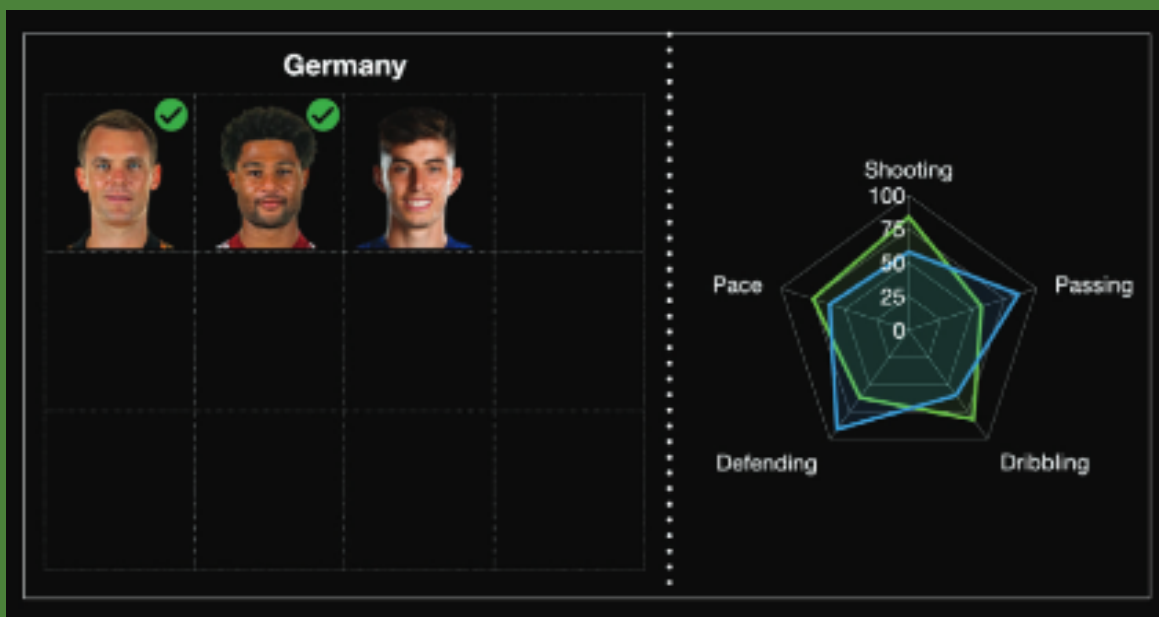 Germany
Shooting
100
75
50
25
0
Pace
Passing
Defending
Dribbling